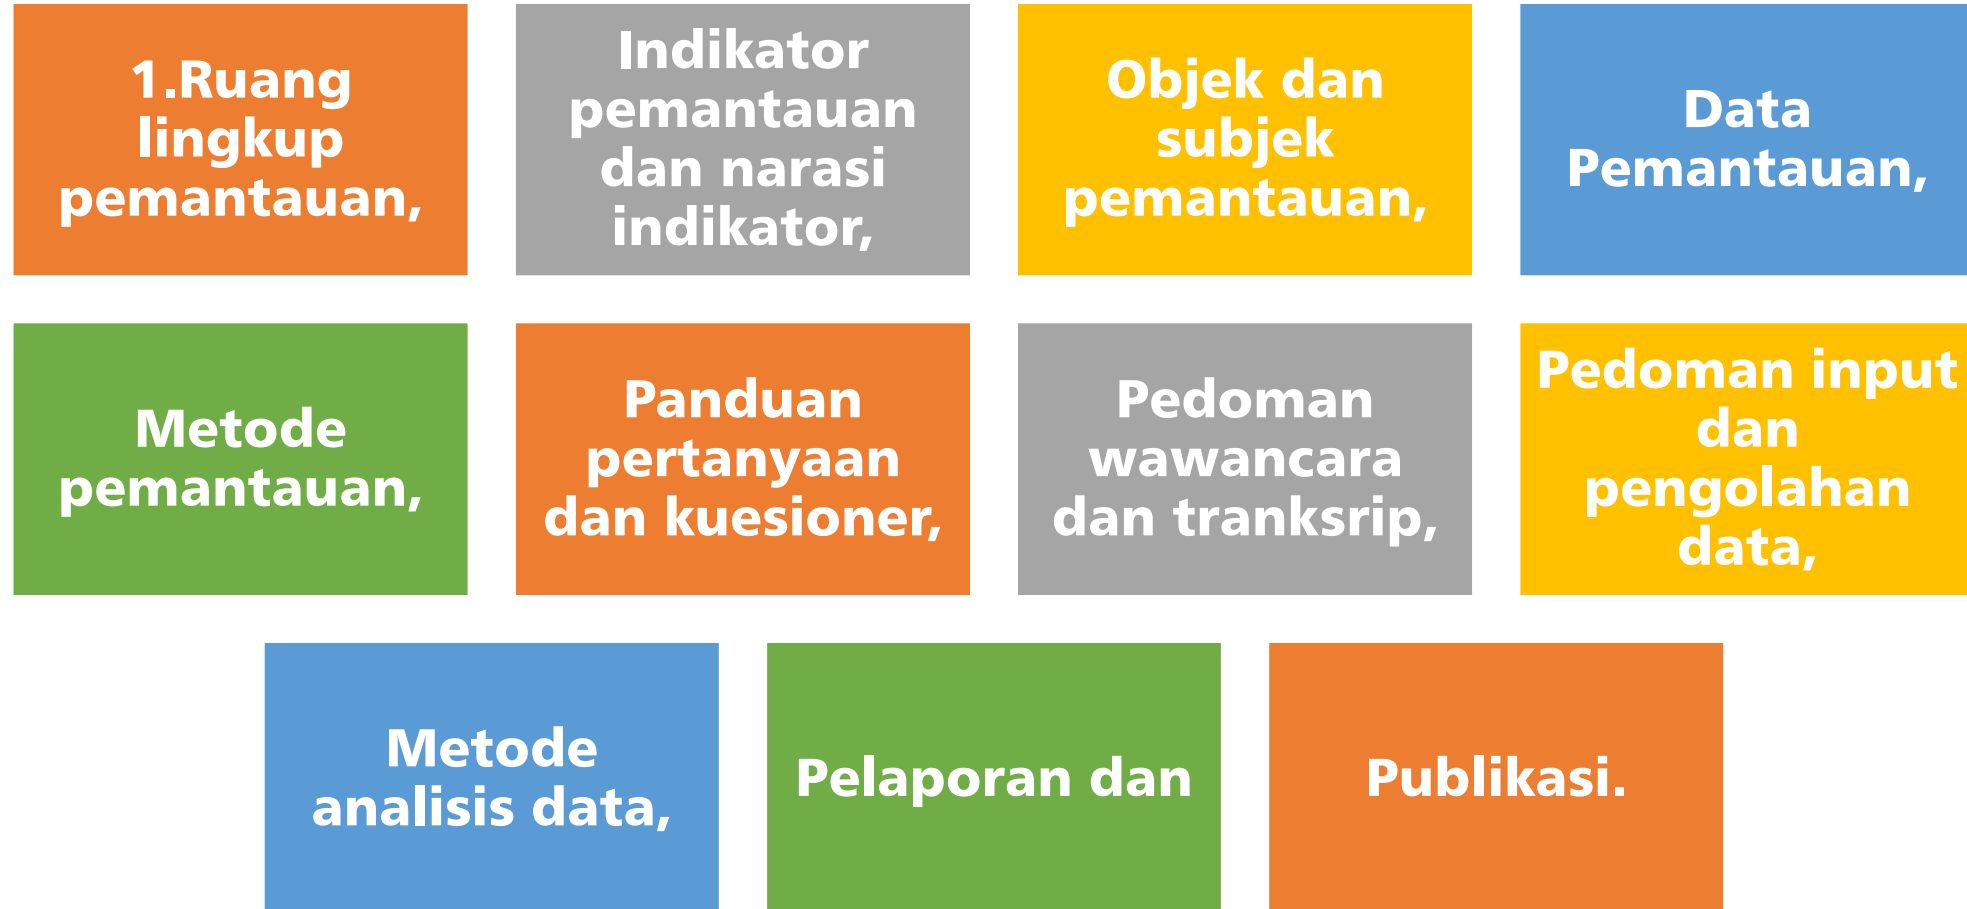 1.Ruang
lingkup
pemantauan,
Indikator
pemantauan
dan narasi
indikator,
Objek dan
subjek
pemantauan,
Data
Pemantauan,
Metode
pemantauan,
Panduan
pertanyaan
dan kuesioner,
Pedoman
wawancara
dan tranksrip,
Pedoman input
dan
pengolahan
data,
Metode
analisis data,
Pelaporan dan
Publikasi.